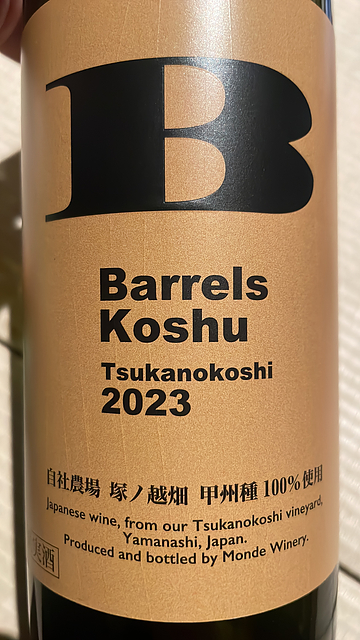 B
Barrels
Koshu
Tsukanokoshi
2023
自社農場 塚ノ越畑 甲州種100%使用
Japanese wine, from our Tsukanokoshi vineyard,
Yamanashi, Japan.
Produced and bottled by Monde Winery.
酒